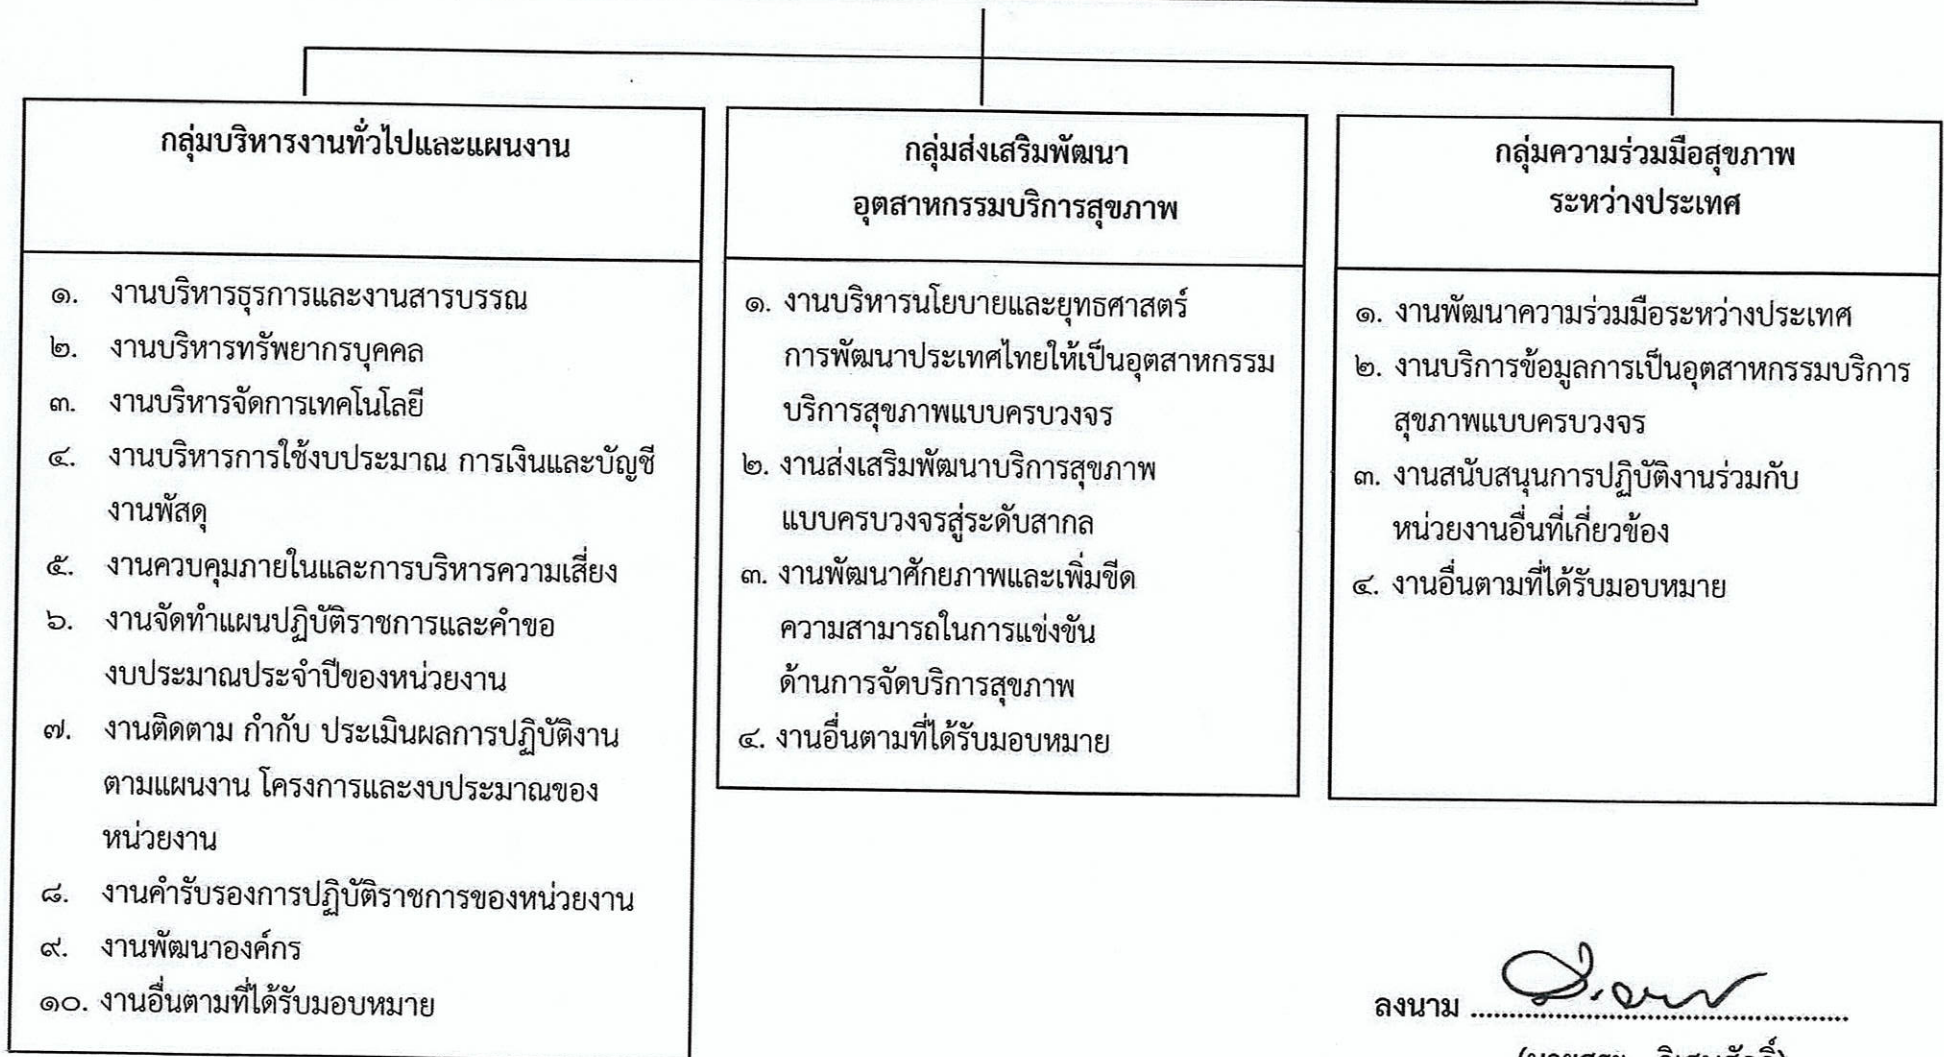 กลุ่มบริหารงานทั่วไปและแผนงาน
๑. งานบริหารธุรการและงานสารบรรณ
๒. งานบริหารทรัพยากรบุคคล
๓. งานบริหารจัดการเทคโนโลยี
๔. งานบริหารการใช้งบประมาณ การเงินและบัญชี
งานพัสดุ
๕. งานควบคุมภายในและการบริหารความเสี่ยง
๖. งานจัดทำแผนปฏิบัติราชการและคำขอ
งบประมาณประจำปีของหน่วยงาน
๗. งานติดตาม กำกับ ประเมินผลการปฏิบัติงาน
ตามแผนงาน โครงการและงบประมาณของ
หน่วยงาน
๘. งานคำรับรองการปฏิบัติราชการของหน่วยงาน
๙. งานพัฒนาองค์กร
๑๐. งานอื่นตามที่ได้รับมอบหมาย
กลุ่มส่งเสริมพัฒนา
อุตสาหกรรมบริการสุขภาพ
๑. งานบริหารนโยบายและยุทธศาสตร์
การพัฒนาประเทศไทยให้เป็นอุตสาหกรรม
บริการสุขภาพแบบครบวงจร
๒. งานส่งเสริมพัฒนาบริการสุขภาพ
แบบครบวงจรสู่ระดับสากล
๓. งานพัฒนาศักยภาพและเพิ่มขีด
ความสามารถในการแข่งขัน
ด้านการจัดบริการสุขภาพ
๔. งานอื่นตามที่ได้รับมอบหมาย
กลุ่มความร่วมมือสุขภาพ
ระหว่างประเทศ
๑. งานพัฒนาความร่วมมือระหว่างประเทศ
๒. งานบริการข้อมูลการเป็นอุตสาหกรรมบริการ
สุขภาพแบบครบวงจร
๓. งานสนับสนุนการปฏิบัติงานร่วมกับ
หน่วยงานอื่นที่เกี่ยวข้อง
๔. งานอื่นตามที่ได้รับมอบหมาย
ลงนาม